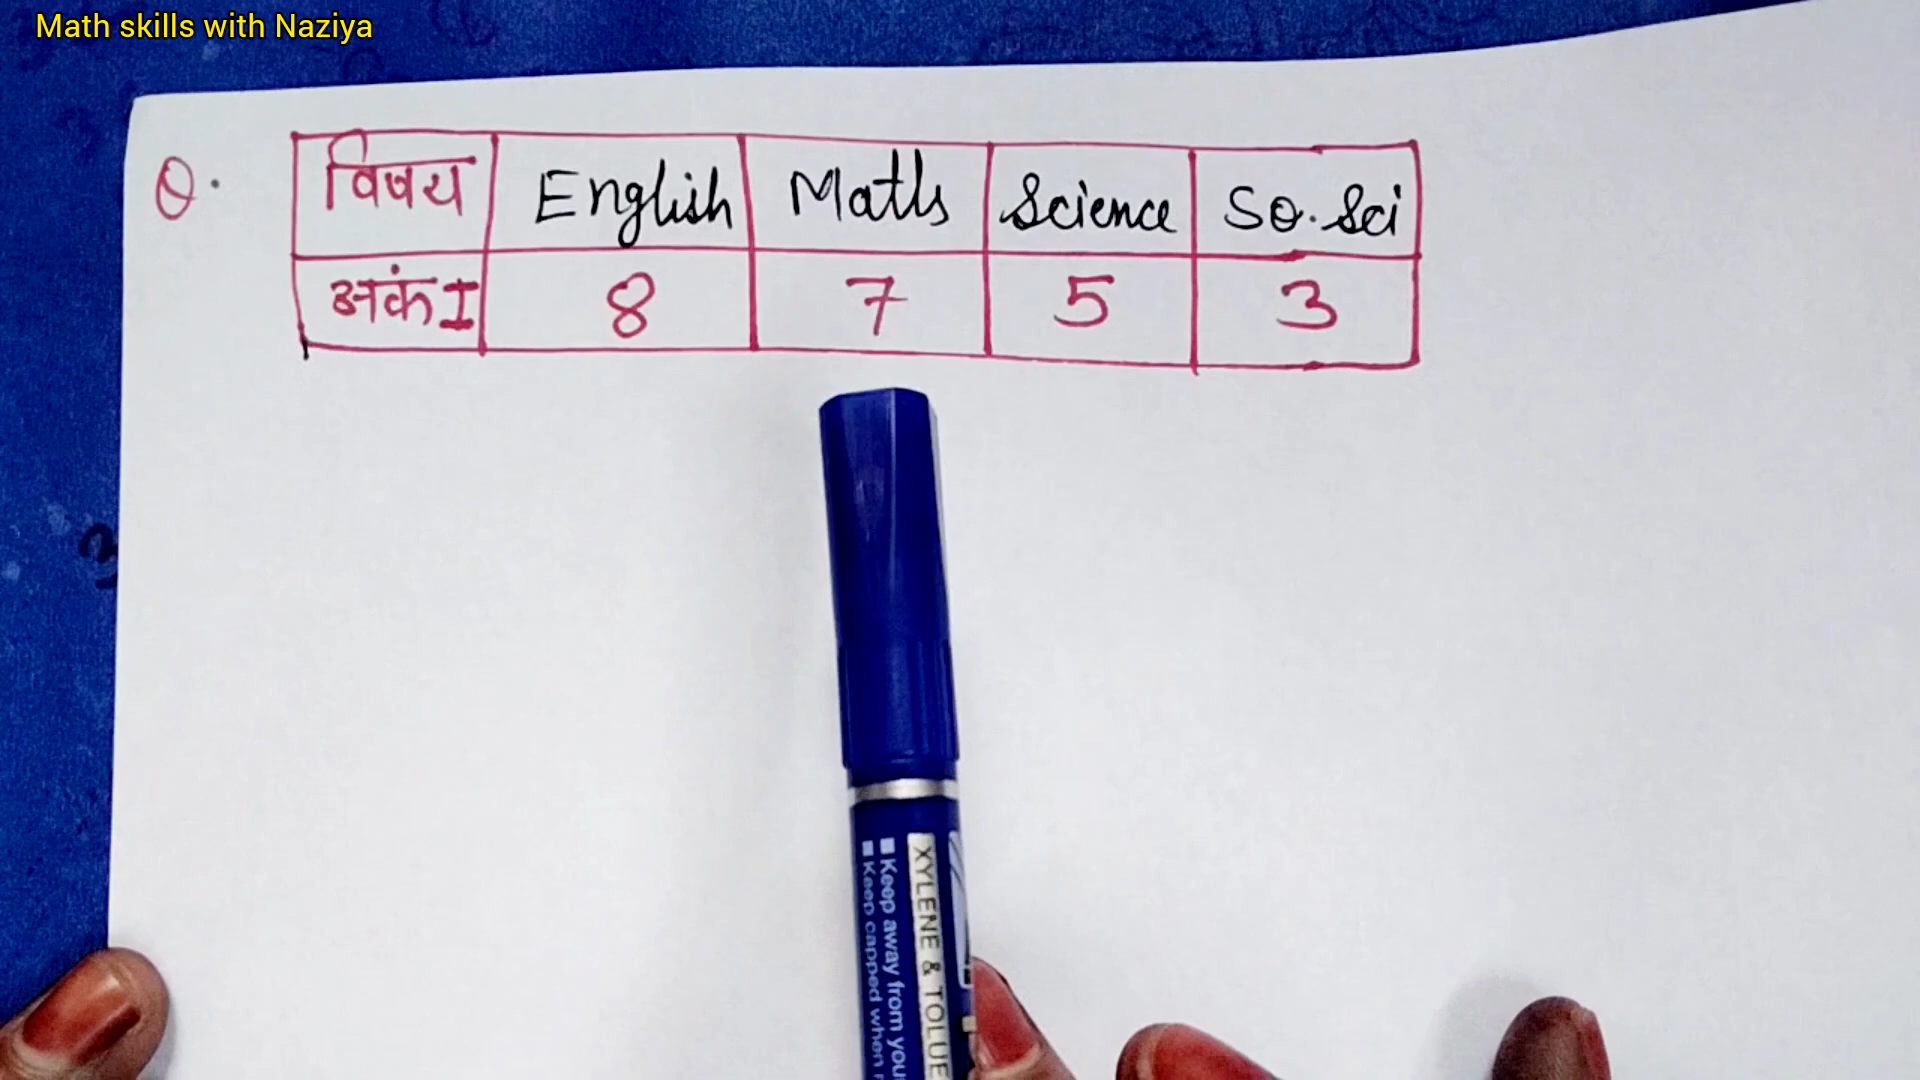 Math skills with Naziya
Q. विषय English Maths Science So. Sci
अंक I 8 7 5 3
XYLENE & TOLUE
Keep away from you
Keep capped when